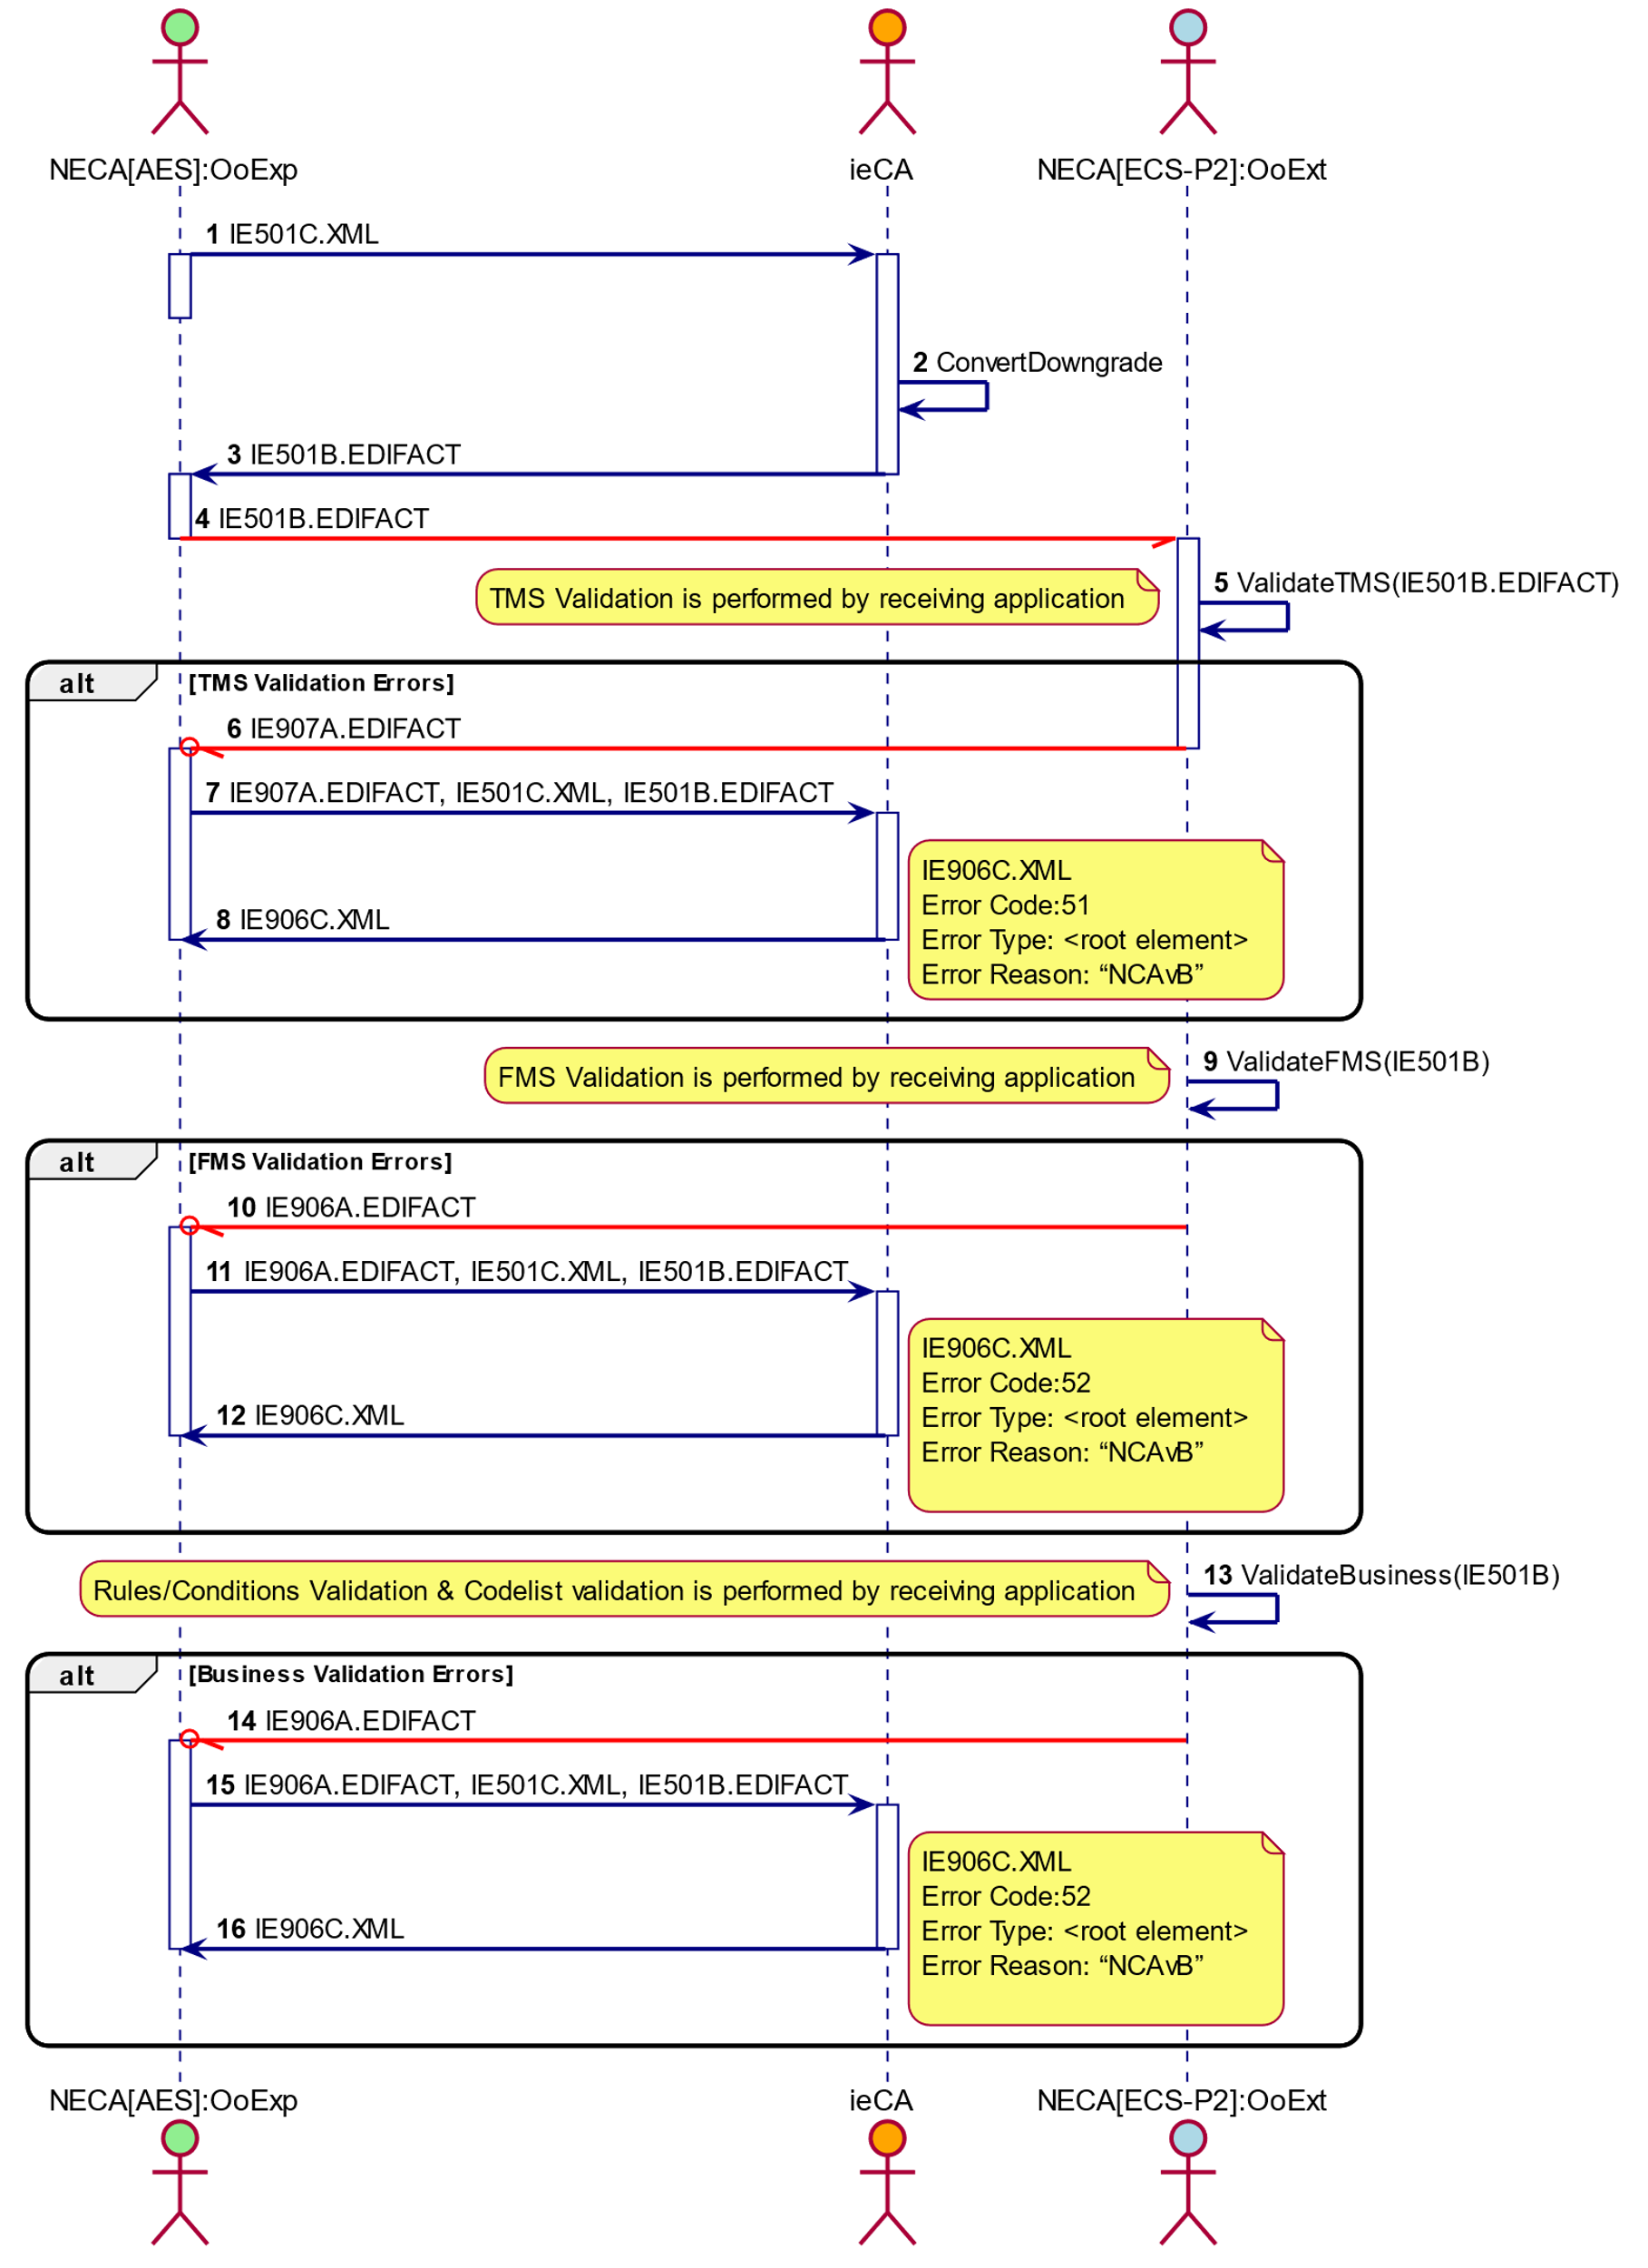 NECA[AES]:OoExp
ieCA
NECA[ECS-P2]:OoExt
1 IE501C.XML
2 ConvertDowngrade
3 IE501B.EDIFACT
4 IE501B.EDIFACT
TMS Validation is performed by receiving application
5 ValidateTMS(IE501B.EDIFACT)
alt
[TMS Validation Errors]
6 IE907A.EDIFACT
7 IE907A.EDIFACT, IE501C.XML, IE501B.EDIFACT
IE906C.XML
Error Code:51
Error Type: <root element>
Error Reason: “NCAvB”
8 IE906C.XML
FMS Validation is performed by receiving application
9 ValidateFMS(IE501B)
alt
[FMS Validation Errors]
10 IE906A.EDIFACT
11 IE906A.EDIFACT, IE501C.XML, IE501B.EDIFACT
IE906C.XML
Error Code:52
Error Type: <root element>
Error Reason: “NCAvB”
12 IE906C.XML
Rules/Conditions Validation & Codelist validation is performed by receiving application
13 ValidateBusiness(IE501B)
alt
[Business Validation Errors]
14 IE906A.EDIFACT
15 IE906A.EDIFACT, IE501C.XML, IE501B.EDIFACT
IE906C.XML
Error Code:52
Error Type: <root element>
Error Reason: “NCAvB”
16 IE906C.XML
NECA[AES]:OoExp
ieCA
NECA[ECS-P2]:OoExt